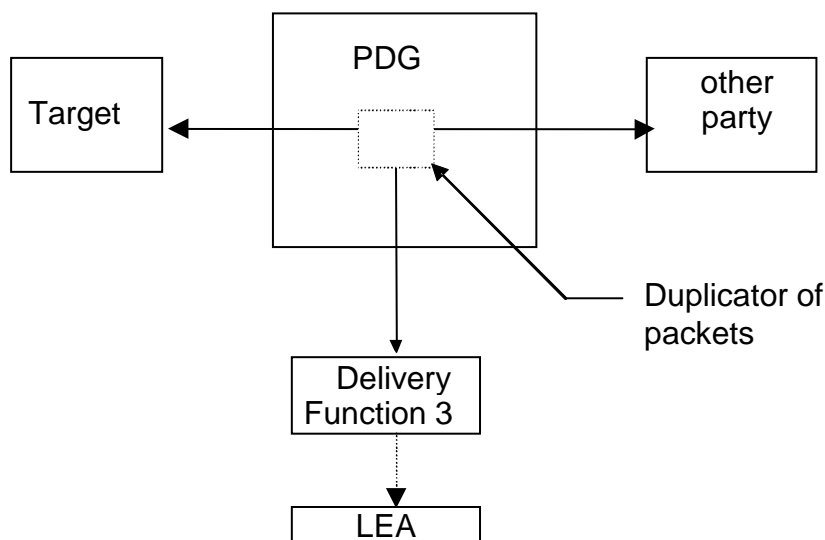 PDG
Target
other
party
Duplicator of
packets
Delivery
Function 3
LEA